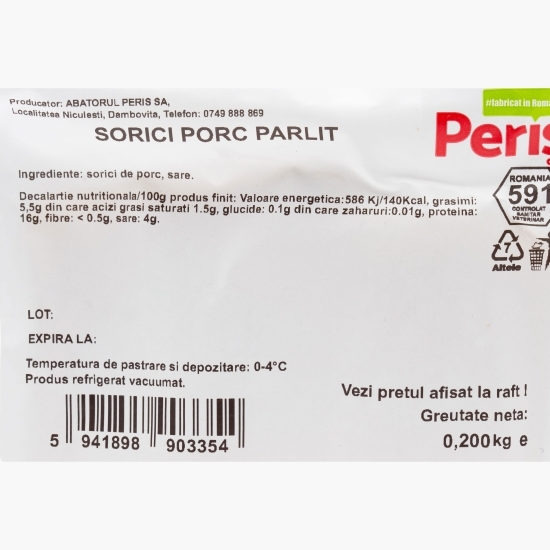 Producator: ABATORUL PERIS SA,
Localitatea Niculesti, Dambovita, Telefon: 0749 888 869
#fabricat in Roma
SORICI PORC PARLIT
Peris
Ingrediente: sorici de porc, sare.
ROMANIA
591
CONTROLAT
SANITAR
VETERINAR
Decalartie nutritionala/100g produs finit: Valoare energetica:586 Kj/140Kcal, grasimi:
5,5g din care acizi grasi saturati 1.5g, glucide: 0.1g din care zaharuri:0.01g, proteina:
16g, fibre: < 0.5g, sare: 4g.
7
Altele
LOT:
EXPIRA LA:
Temperatura de pastrare si depozitare: 0-4°C
Produs refrigerat vacuumat.
Vezi pretul afisat la raft !
Greutate neta:
0,200kg e
5 941898 903354